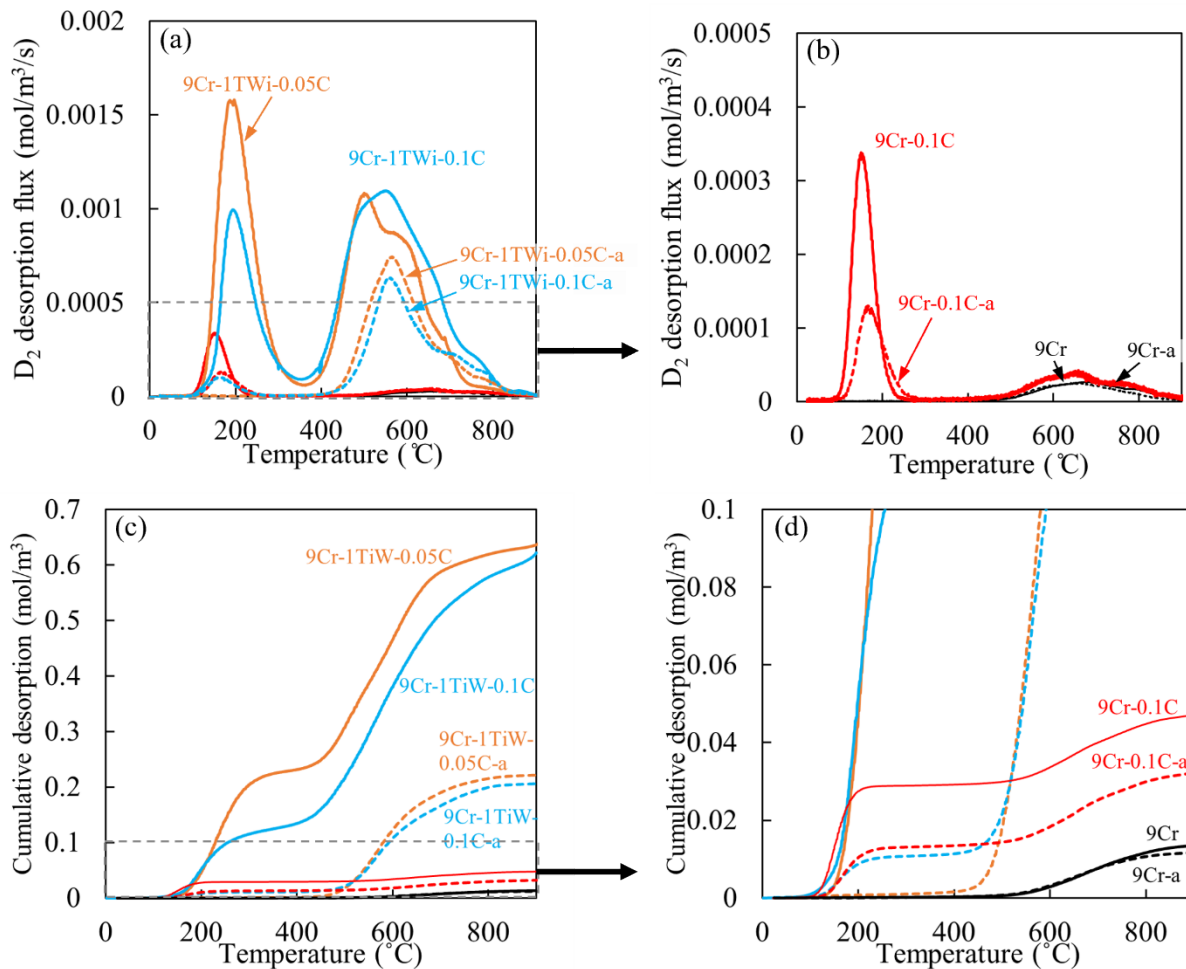 (a)
D₂ desorption flux (mol/m³/s)
0.002
0.0015
0.001
0.0005
0
9Cr-1TWi-0.05C
9Cr-1TWi-0.1C
9Cr-1TWi-0.05C-a
9Cr-1TWi-0.1C-a
0 200 400 600 800
Temperature (℃)
(b)
D₂ desorption flux (mol/m³/s)
0.0005
0.0004
0.0003
0.0002
0.0001
0
9Cr-0.1C
9Cr-0.1C-a
9Cr
9Cr-a
0 200 400 600 800
Temperature (℃)
(c)
Cumulative desorption (mol/m³)
0.7
0.6
0.5
0.4
0.3
0.2
0.1
0
9Cr-1TiW-0.05C
9Cr-1TiW-0.1C
9Cr-1TiW-
0.05C-a
9Cr-1TiW-
0.1C-a
0 200 400 600 800
Temperature (˚C)
(d)
Cumulative desorption (mol/m³)
0.1
0.08
0.06
0.04
0.02
0
9Cr-0.1C
9Cr-0.1C-a
9Cr
9Cr-a
0 200 400 600 800
Temperature (˚C)